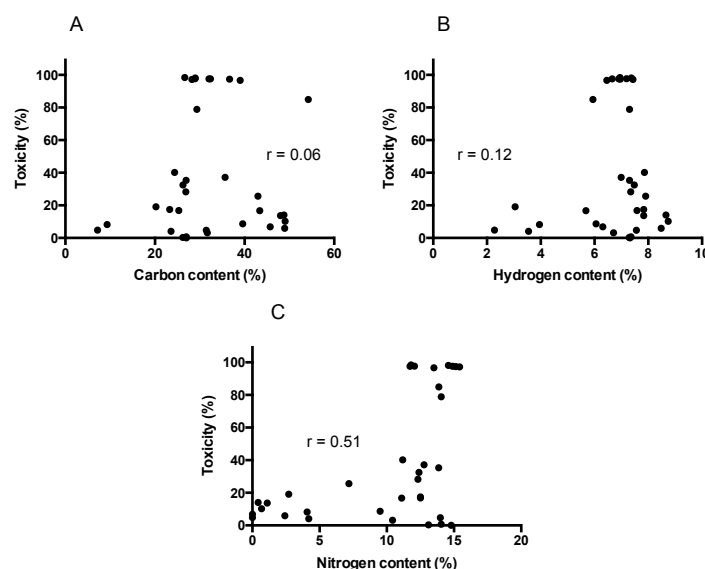 A
100
80
60
40
20
0
Toxicity (%)
r = 0.06
0 20 40 60
Carbon content (%)
B
100
80
60
40
20
0
Toxicity (%)
r = 0.12
0 2 4 6 8 10
Hydrogen content (%)
C
100
80
60
40
20
0
Toxicity (%)
r = 0.51
0 5 10 15 20
Nitrogen content (%)